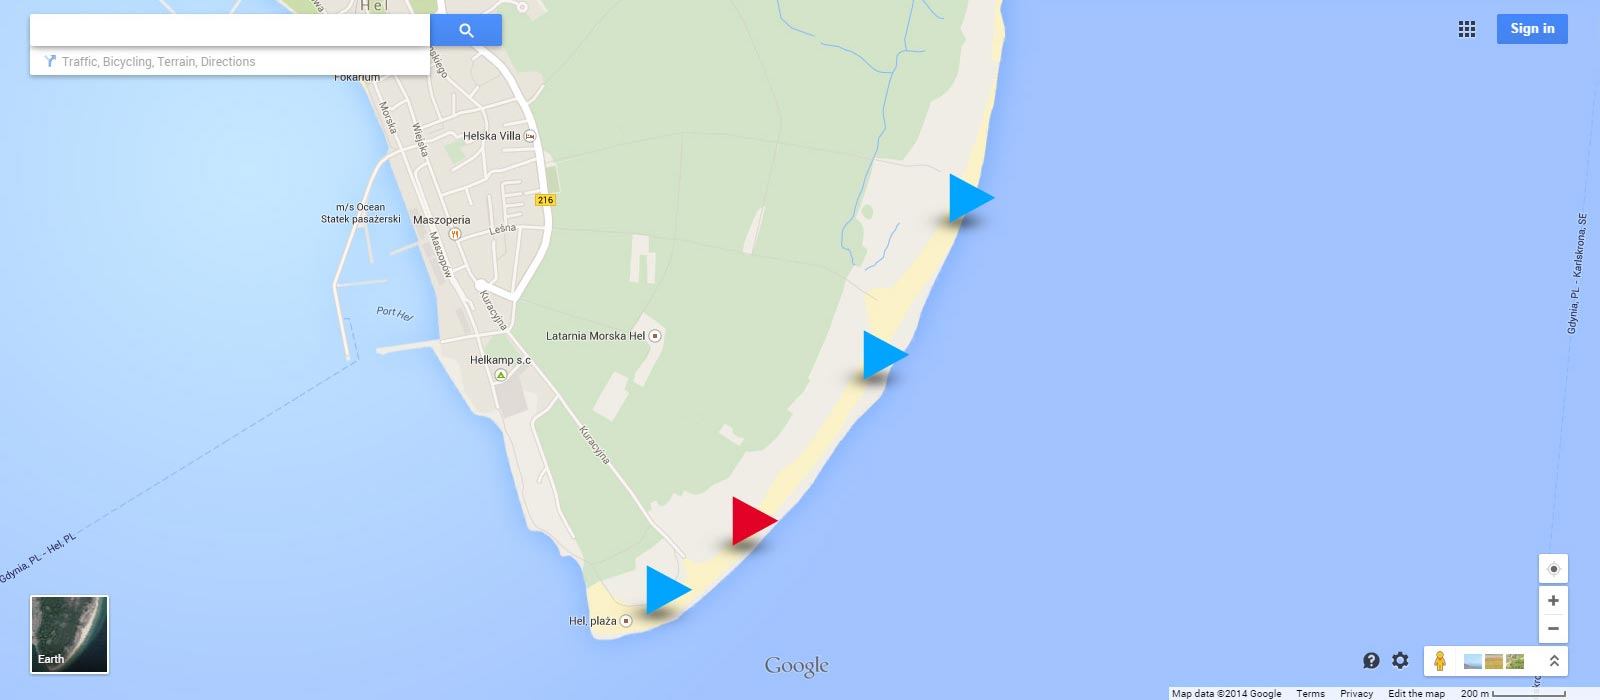 Hel
Sign in
Traffic, Bicycling, Terrain, Directions
Fokarium
Morska
Wiejska
Helska Villa
216
m/s Ocean
Statek pasażerski
Maszoperia
Leśna
Maszopów
Gdynia, PL - Karlskrona, SE
Kuracyjna
Port Hel
Latarnia Morska Hel
Helkamp s.c
Kuracyjna
Gdynia, PL - Hel, PL
Hel, plaża
Earth
Google
Map data ©2014 Google Terms Privacy Edit the map 200 m